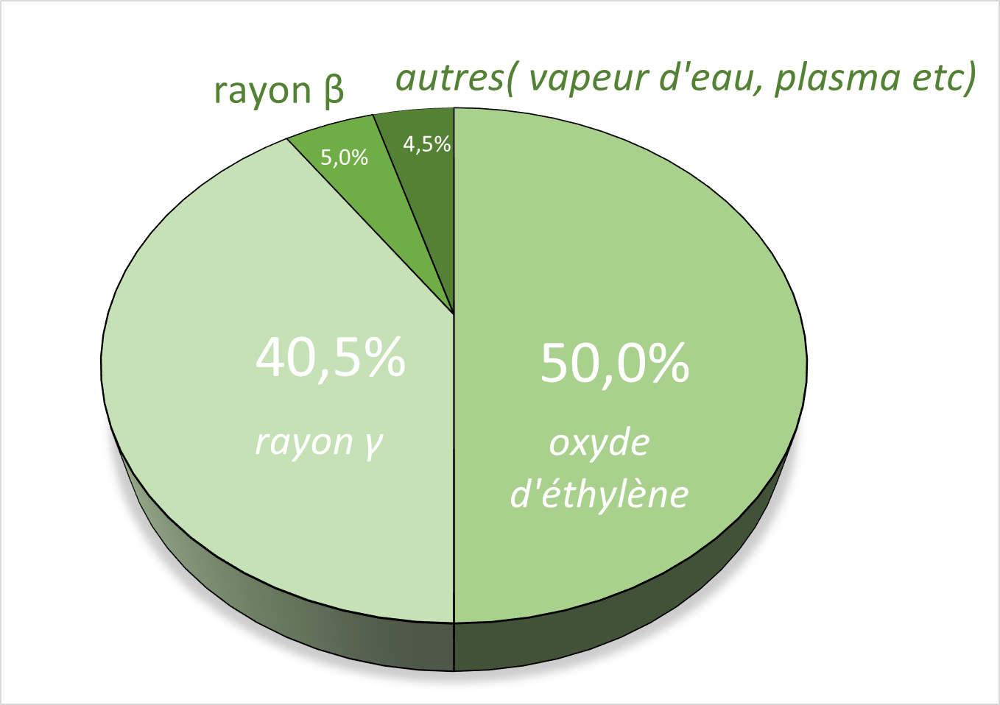 autres( vapeur d'eau, plasma etc)
rayon β
4,5%
5,0%
40,5%
rayon γ
50,0%
oxyde
d'éthylène